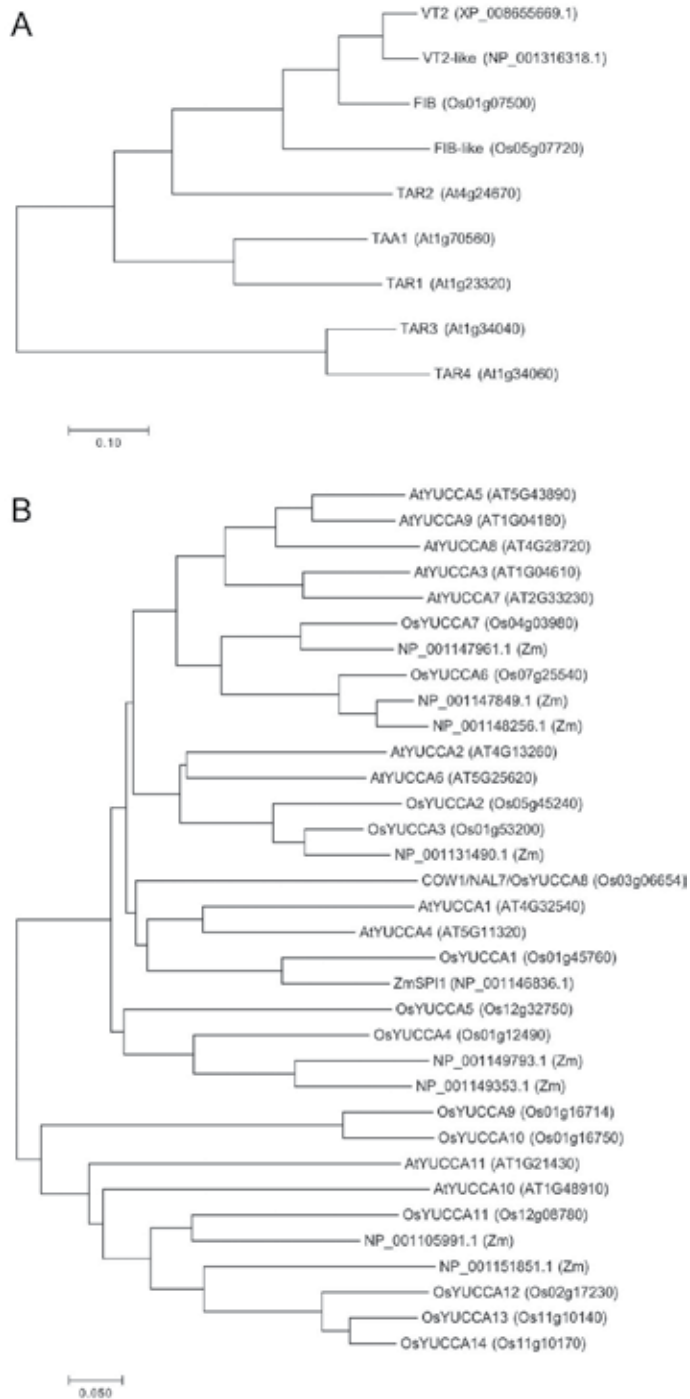 A
VT2 (XP_008655669.1)
VT2-like (NP_001316318.1)
FIB (Os01g07500)
FIB-like (Os05g07720)
TAR2 (At4g24670)
TAA1 (At1g70560)
TAR1 (At1g23320)
TAR3 (At1g34040)
TAR4 (At1g34060)
0.10
B
AtYUCCA5 (AT5G43890)
AtYUCCA9 (AT1G04180)
AtYUCCA8 (AT4G28720)
AtYUCCA3 (AT1G04610)
AtYUCCA7 (AT2G33230)
OsYUCCA7 (Os04g03980)
NP_001147961.1 (Zm)
OsYUCCA6 (Os07g25540)
NP_001147849.1 (Zm)
NP_001148256.1 (Zm)
AtYUCCA2 (AT4G13260)
AtYUCCA6 (AT5G25620)
OsYUCCA2 (Os05g45240)
OsYUCCA3 (Os01g53200)
NP_001131490.1 (Zm)
COW1/NAL7/OsYUCCA8 (Os03g06654)
AtYUCCA1 (AT4G32540)
AtYUCCA4 (AT5G11320)
OsYUCCA1 (Os01g45760)
ZmSPI1 (NP_001146836.1)
OsYUCCA5 (Os12g32750)
OsYUCCA4 (Os01g12490)
NP_001149793.1 (Zm)
NP_001149353.1 (Zm)
OsYUCCA9 (Os01g16714)
OsYUCCA10 (Os01g16750)
AtYUCCA11 (AT1G21430)
AtYUCCA10 (AT1G48910)
OsYUCCA11 (Os12g08780)
NP_001105991.1 (Zm)
NP_001151851.1 (Zm)
OsYUCCA12 (Os02g17230)
OsYUCCA13 (Os11g10140)
OsYUCCA14 (Os11g10170)
0.050